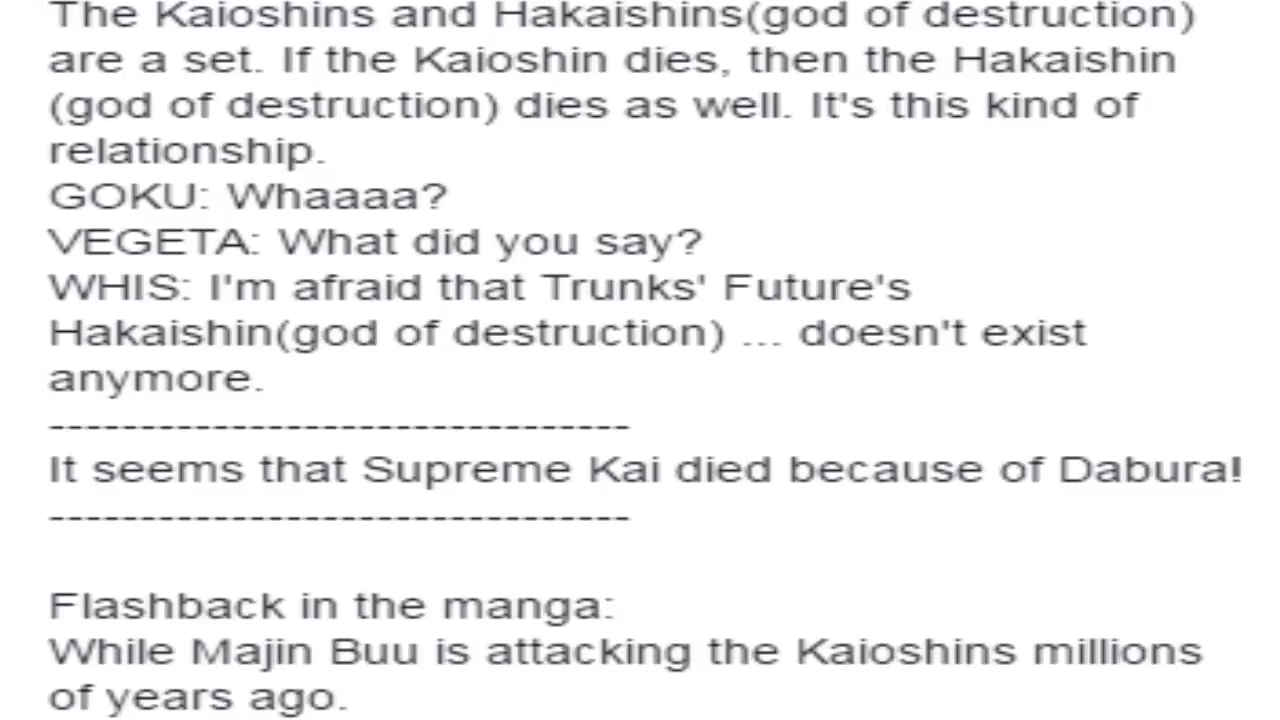 The Kaioshins and Hakaishins(god of destruction)
are a set. If the Kaioshin dies, then the Hakaishin
(god of destruction) dies as well. It's this kind of
relationship.
GOKU: Whaaaa?
VEGETA: What did you say?
WHIS: I'm afraid that Trunks' Future's
Hakaishin(god of destruction) ... doesn't exist
anymore.
--------------------------------
It seems that Supreme Kai died because of Dabura!
--------------------------------
Flashback in the manga:
While Majin Buu is attacking the Kaioshins millions
of years ago.